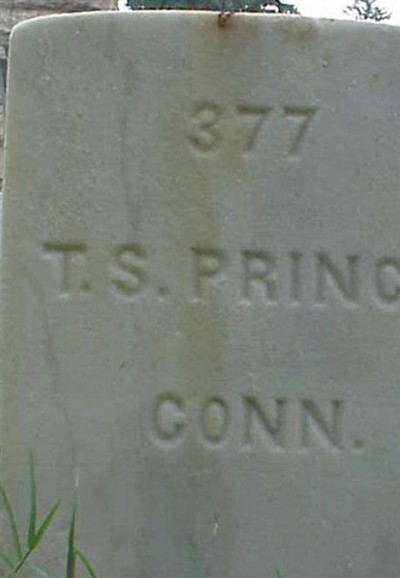 377
T. S. PRINC
CONN.